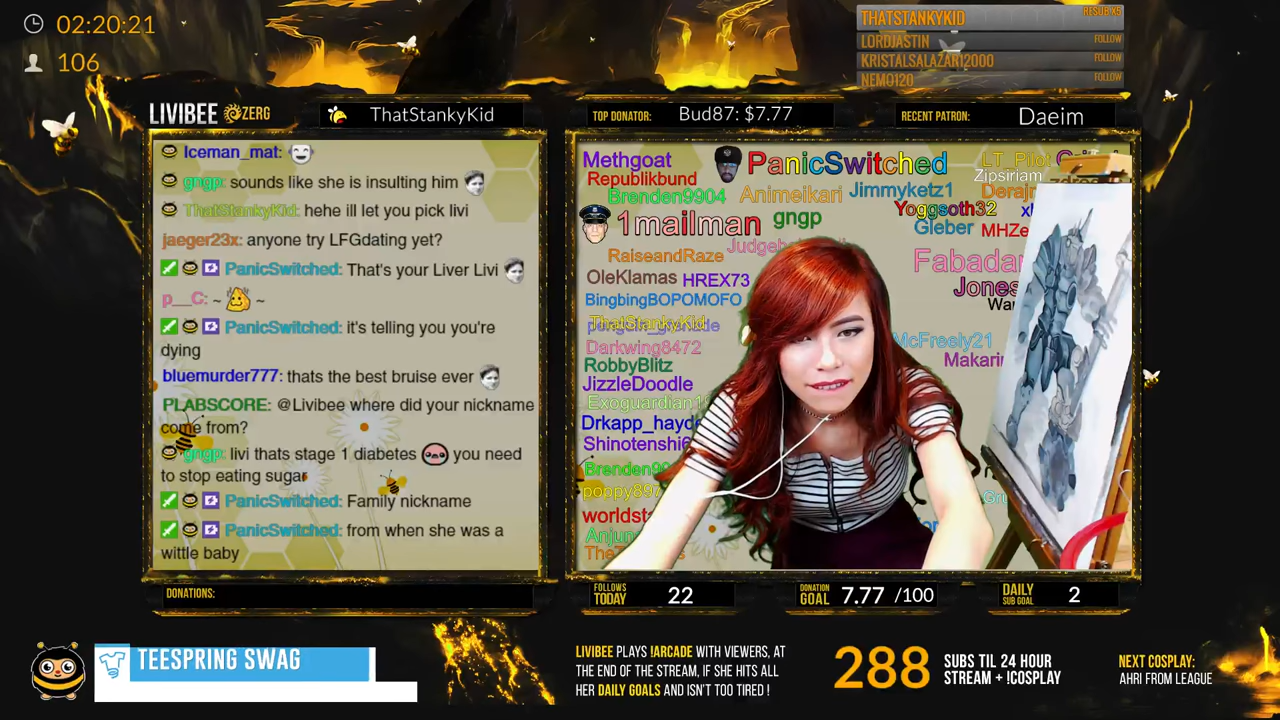 02:20:21
106
THATSTANKYKID RESUB X5
LORDJASTIN FOLLOW
KRISTALSALAZAR12000 FOLLOW
NEMO120 FOLLOW
LIVIBEE ZERG
ThatStankyKid
TOP DONATOR: Bud87: $7.77
RECENT PATRON: Daeim
Iceman_mat:
gngp: sounds like she is insulting him
ThatStankyKid: hehe ill let you pick livi
jaeger23x: anyone try LFGdating yet?
PanicSwitched: That's your Liver Livi
p__C: ~ ~
PanicSwitched: it's telling you you're
dying
bluemurder777: thats the best bruise ever
PLABSCORE: @Livibee where did your nickname
come from?
gngp: livi thats stage 1 diabetes you need
to stop eating sugar
PanicSwitched: Family nickname
PanicSwitched: from when she was a
wittle baby
Methgoat
PanicSwitched
LT_Pilot
Republikbund
Zipsiriam
Brenden9904
Animeikari
Jimmyketz1
1mailman
gngp
Yoggsoth32
Gleber
RaiseandRaze
Fabadan
OleKlamas
HREX73
Jones
BingbingBOPOMOFO
ThatStankyKid
Darkwing8472
McFreely21
RobbyBlitz
Makarin
JizzleDoodle
Drkapp_hayd
DONATIONS:
FOLLOWS
TODAY 22
DONATION
GOAL 7.77 /100
DAILY
SUB GOAL 2
TEESPRING SWAG
LIVIBEE PLAYS !ARCADE WITH VIEWERS, AT
THE END OF THE STREAM, IF SHE HITS ALL
HER DAILY GOALS AND ISN'T TOO TIRED !
288 SUBS TIL 24 HOUR
STREAM + !COSPLAY
NEXT COSPLAY:
AHRI FROM LEAGUE